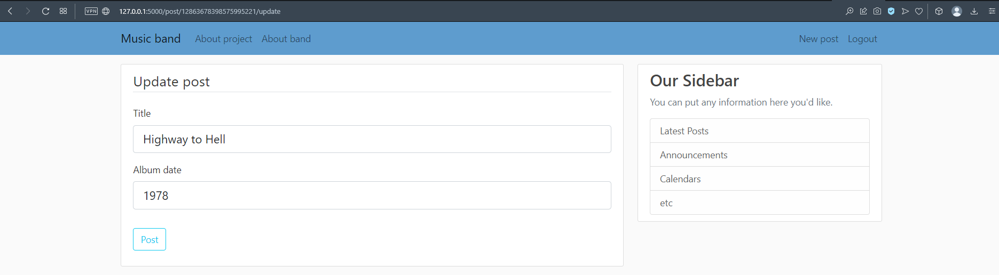 VPN 127.0.0.1:5000/post/12863678398575995221/update
Music band About project About band New post Logout
Update post
Title
Highway to Hell
Album date
1978
Post
Our Sidebar
You can put any information here you'd like.
Latest Posts
Announcements
Calendars
etc